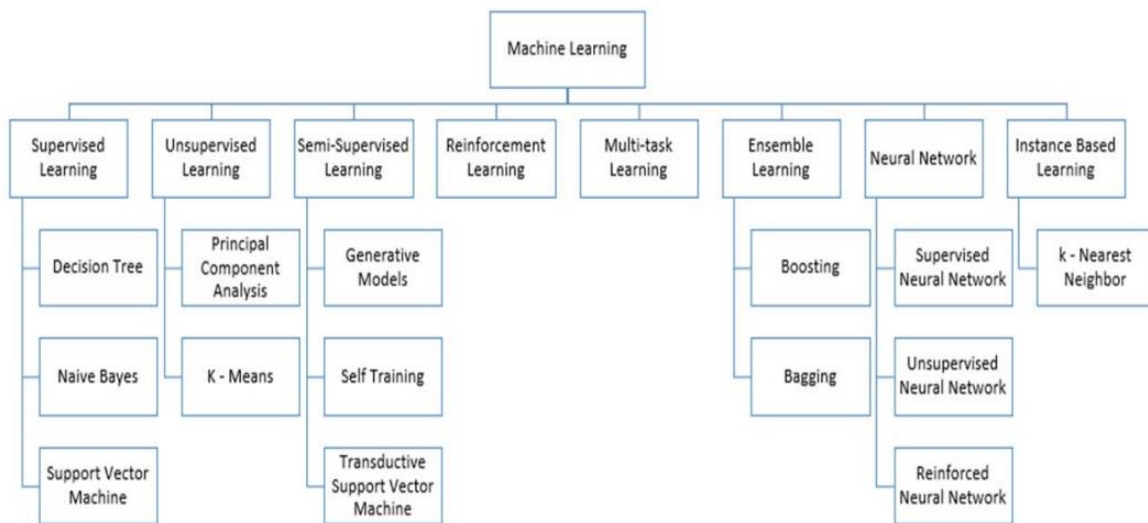 Machine Learning
Supervised
Learning
Unsupervised
Learning
Semi-Supervised
Learning
Reinforcement
Learning
Multi-task
Learning
Ensemble
Learning
Neural Network
Instance Based
Learning
Decision Tree
Principal
Component
Analysis
Generative
Models
Boosting
Supervised
Neural Network
k - Nearest
Neighbor
Naive Bayes
K - Means
Self Training
Bagging
Unsupervised
Neural Network
Support Vector
Machine
Transductive
Support Vector
Machine
Reinforced
Neural Network